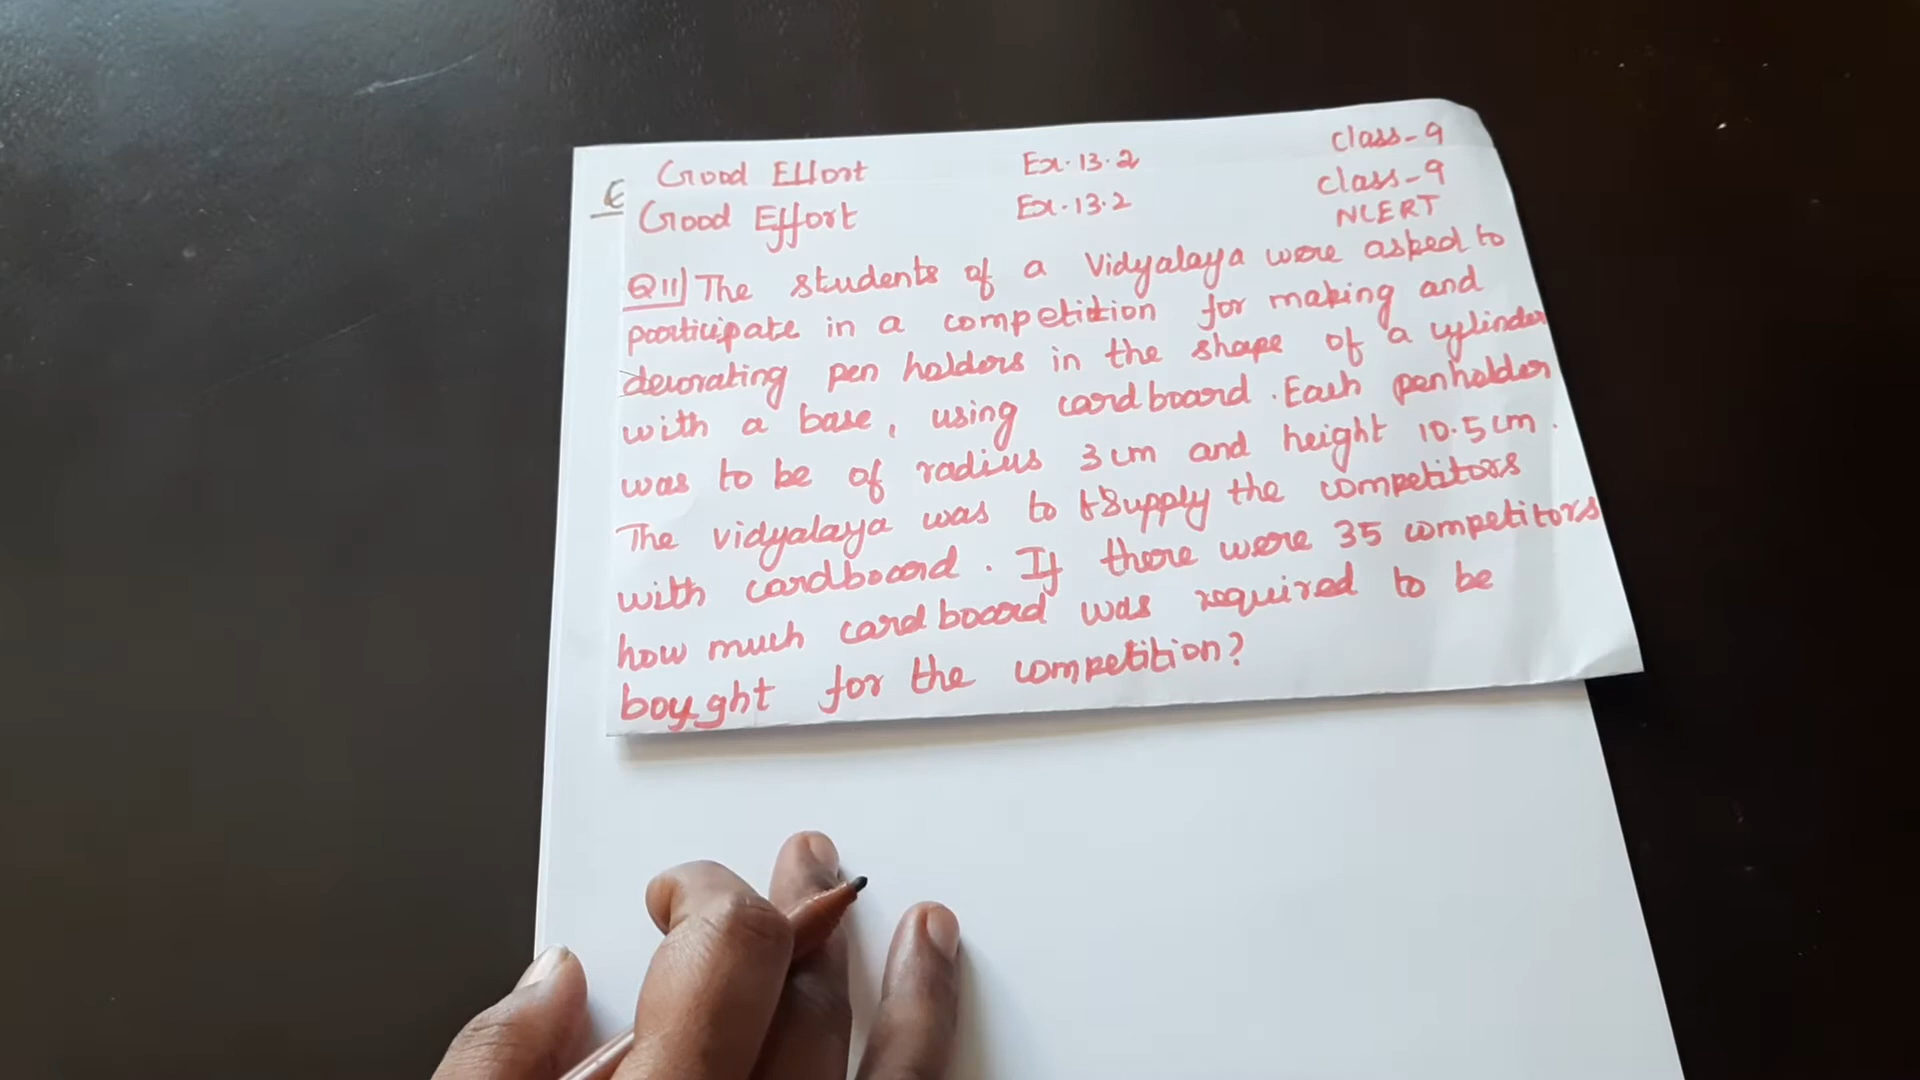 Good Effort Ex. 13.2 class-9
Good Effort Ex. 13.2 class-9
NCERT
Q11) The students of a Vidyalaya were asked to
participate in a competition for making and
decorating pen holders in the shape of a cylinder
with a base, using cardboard. Each penholder
was to be of radius 3cm and height 10.5cm.
The vidyalaya was to supply the competitors
with cardboard. If there were 35 competitors
how much cardboard was required to be
bought for the competition?